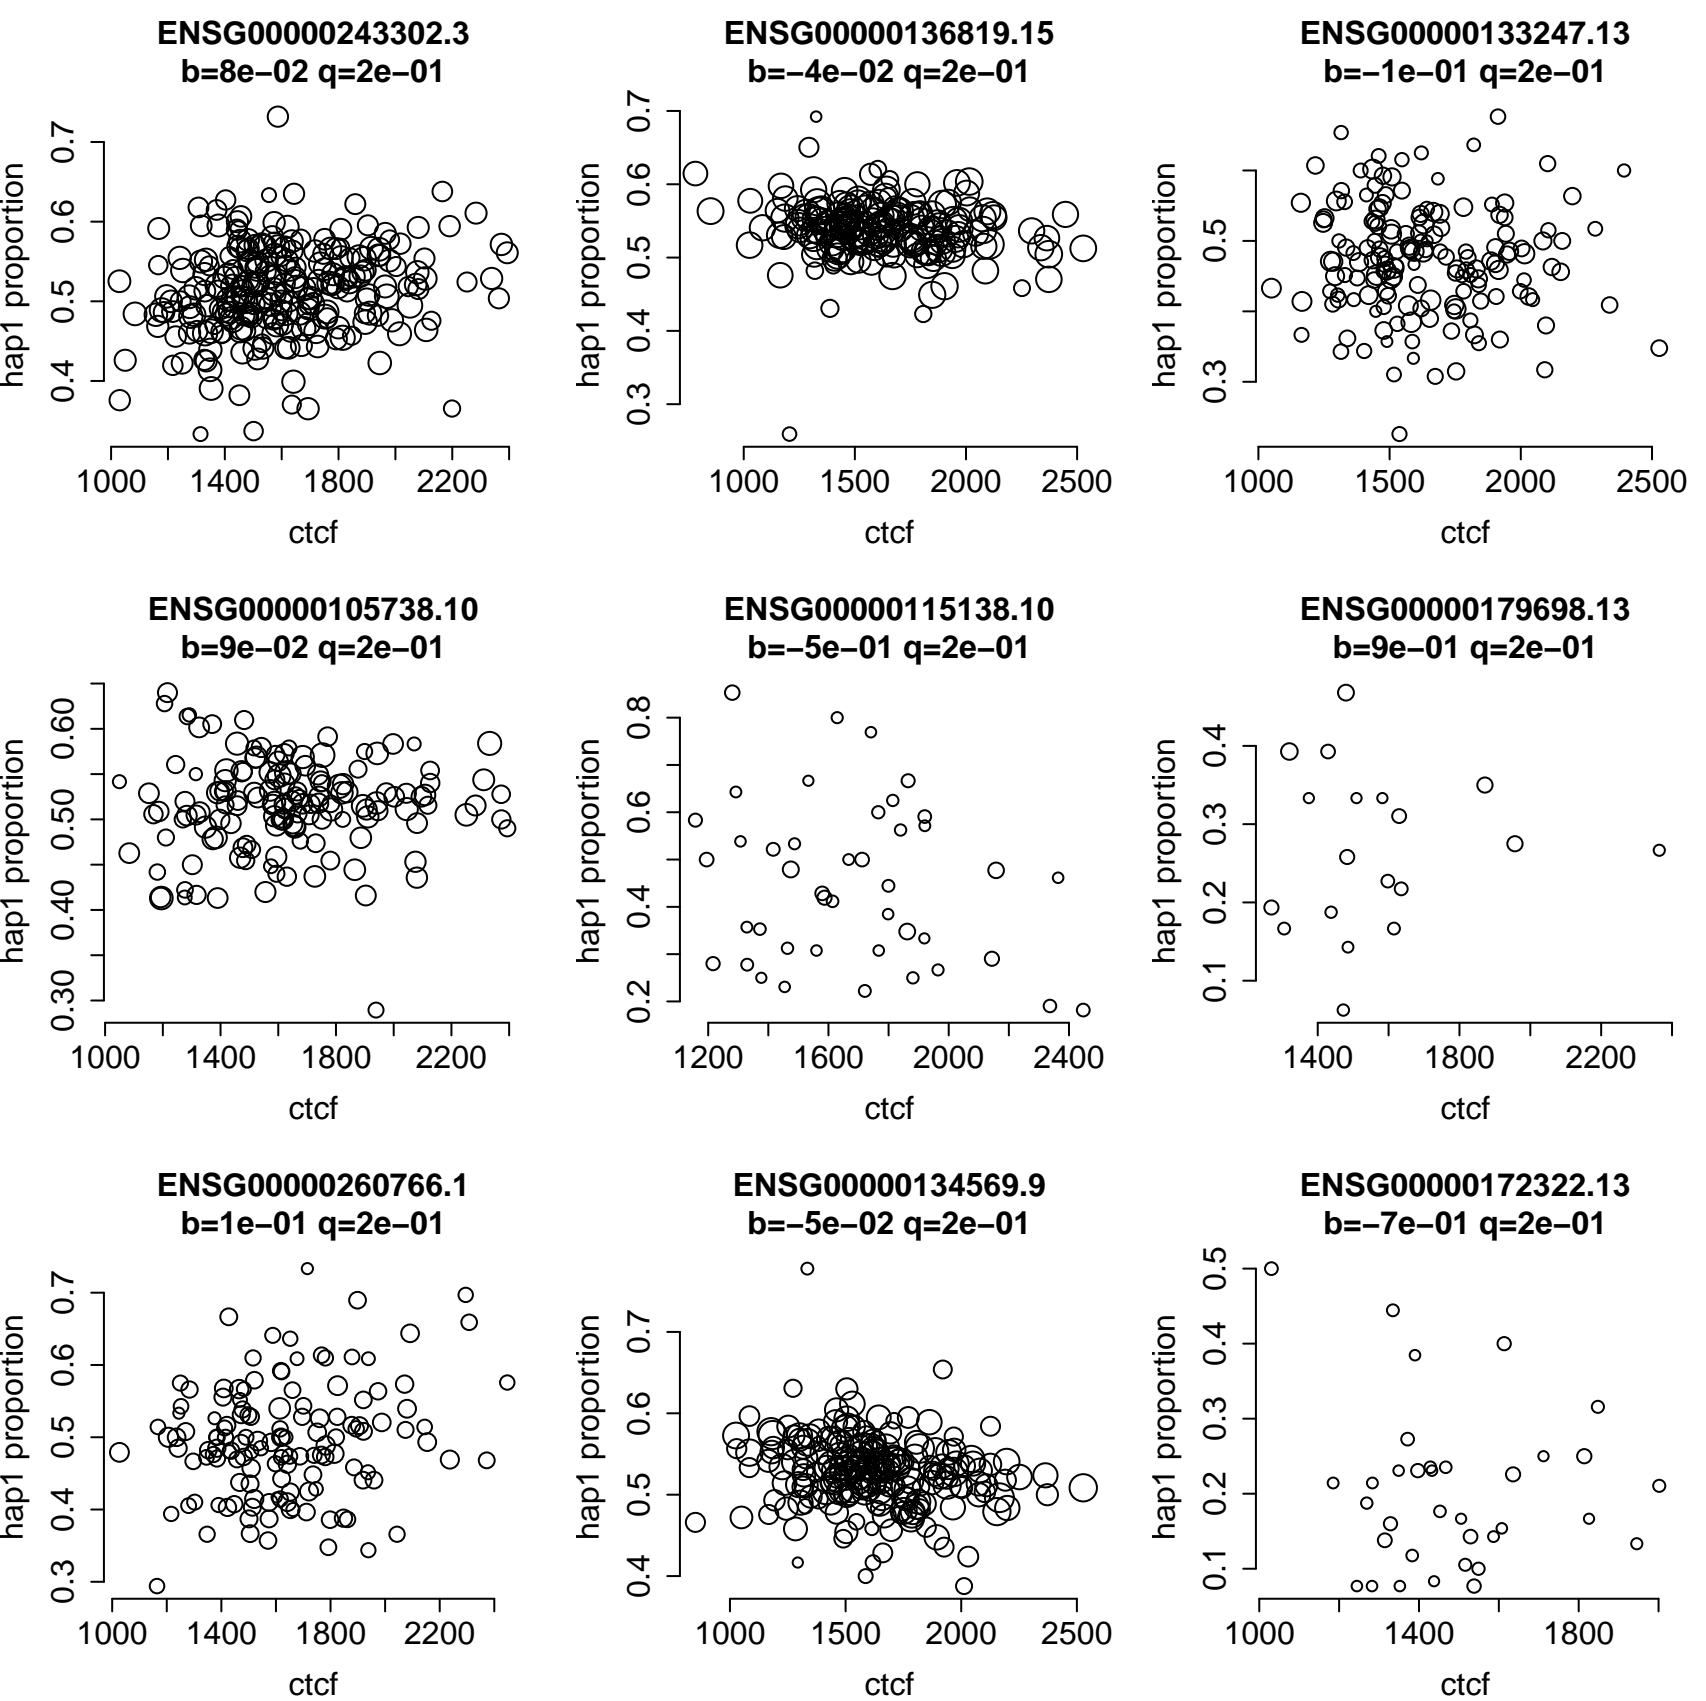 ENSG00000243302.3
b=8e−02 q=2e−01
hap1 proportion
0.4 0.5 0.6 0.7
1000 1400 1800 2200
ctcf
ENSG00000136819.15
b=−4e−02 q=2e−01
hap1 proportion
0.3 0.4 0.5 0.6 0.7
1000 1500 2000 2500
ctcf
ENSG00000133247.13
b=−1e−01 q=2e−01
hap1 proportion
0.3 0.5
1000 1500 2000 2500
ctcf
ENSG00000105738.10
b=9e−02 q=2e−01
hap1 proportion
0.30 0.40 0.50 0.60
1000 1400 1800 2200
ctcf
ENSG00000115138.10
b=−5e−01 q=2e−01
hap1 proportion
0.2 0.4 0.6 0.8
1200 1600 2000 2400
ctcf
ENSG00000179698.13
b=9e−01 q=2e−01
hap1 proportion
0.1 0.2 0.3 0.4
1400 1800 2200
ctcf
ENSG00000260766.1
b=1e−01 q=2e−01
hap1 proportion
0.3 0.4 0.5 0.6 0.7
1000 1400 1800 2200
ctcf
ENSG00000134569.9
b=−5e−02 q=2e−01
hap1 proportion
0.4 0.5 0.6 0.7
1000 1500 2000 2500
ctcf
ENSG00000172322.13
b=−7e−01 q=2e−01
hap1 proportion
0.1 0.2 0.3 0.4 0.5
1000 1400 1800
ctcf